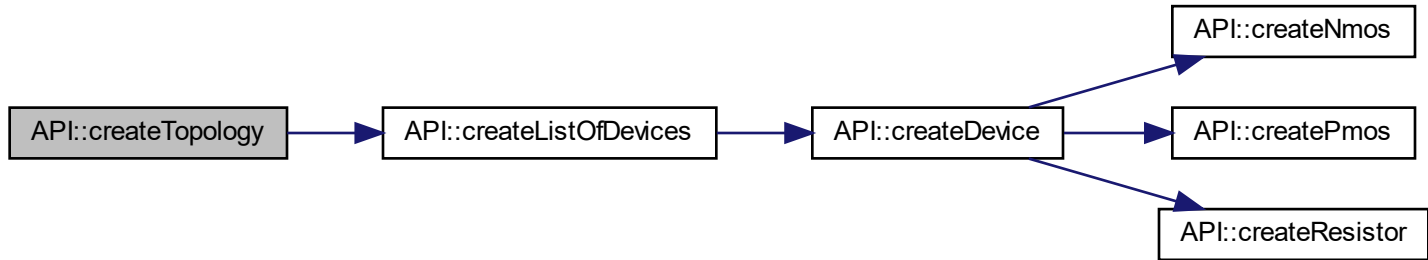 API::createTopology
API::createListOfDevices
API::createDevice
API::createNmos
API::createPmos
API::createResistor